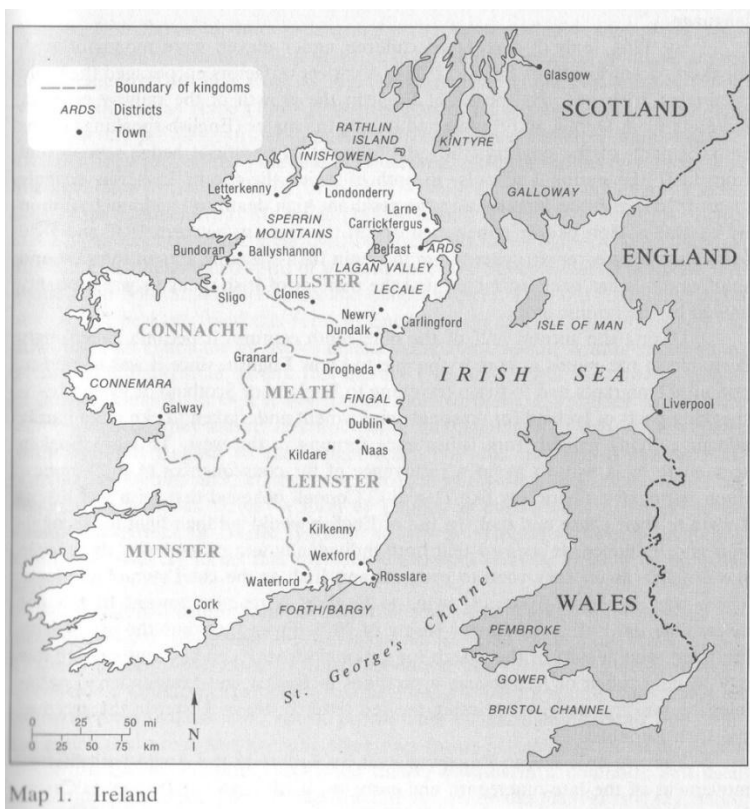 Boundary of kingdoms
ARDS District
Town
Glasgow
SCOTLAND
RATHLIN
ISLAND
KINTYRE
INISHOWEN
Letterkenny
Londonderry
GALLOWAY
SPERRIN
MOUNTAINS
Larne
Carrickfergus
Bundoran
Ballyshannon
Belfast
ARDS
ENGLAND
LAGAN VALLEY
ULSTER
LECALE
Sligo
Clones
Newry
Carlingford
ISLE OF MAN
CONNACHT
Dundalk
Granard
Drogheda
IRISH SEA
CONNEMARA
MEATH
FINGAL
Galway
Dublin
Liverpool
Kildare
Naas
LEINSTER
Kilkenny
MUNSTER
Wexford
Waterford
Rosslare
WALES
Cork
FORTH/BARGY
St. George's Channel
PEMBROKE
GOWER
BRISTOL CHANNEL
0 25 50 mi
0 25 50 75 km
N
Map 1. Ireland